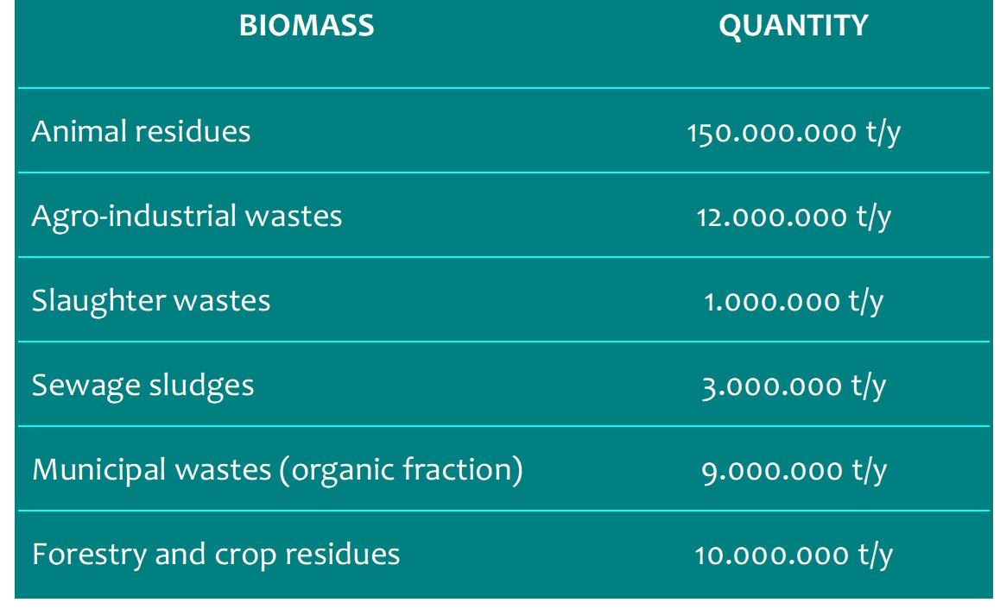 BIOMASS QUANTITY
Animal residues 150.000.000 t/y
Agro-industrial wastes 12.000.000 t/y
Slaughter wastes 1.000.000 t/y
Sewage sludges 3.000.000 t/y
Municipal wastes (organic fraction) 9.000.000 t/y
Forestry and crop residues 10.000.000 t/y